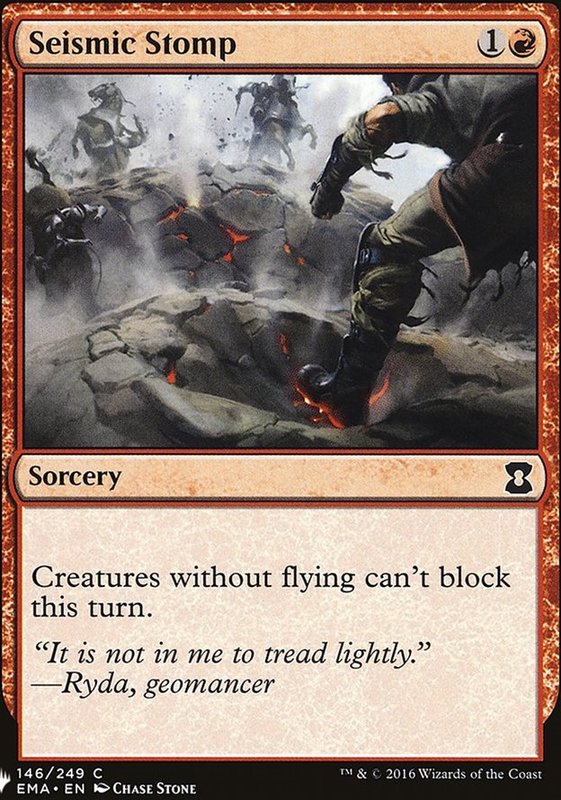 Seismic Stomp 1
Sorcery
Creatures without flying can't block
this turn.
“It is not in me to tread lightly.”
—Ryda, geomancer
146/249 C
EMA • EN Chase Stone
™ & © 2016 Wizards of the Coast